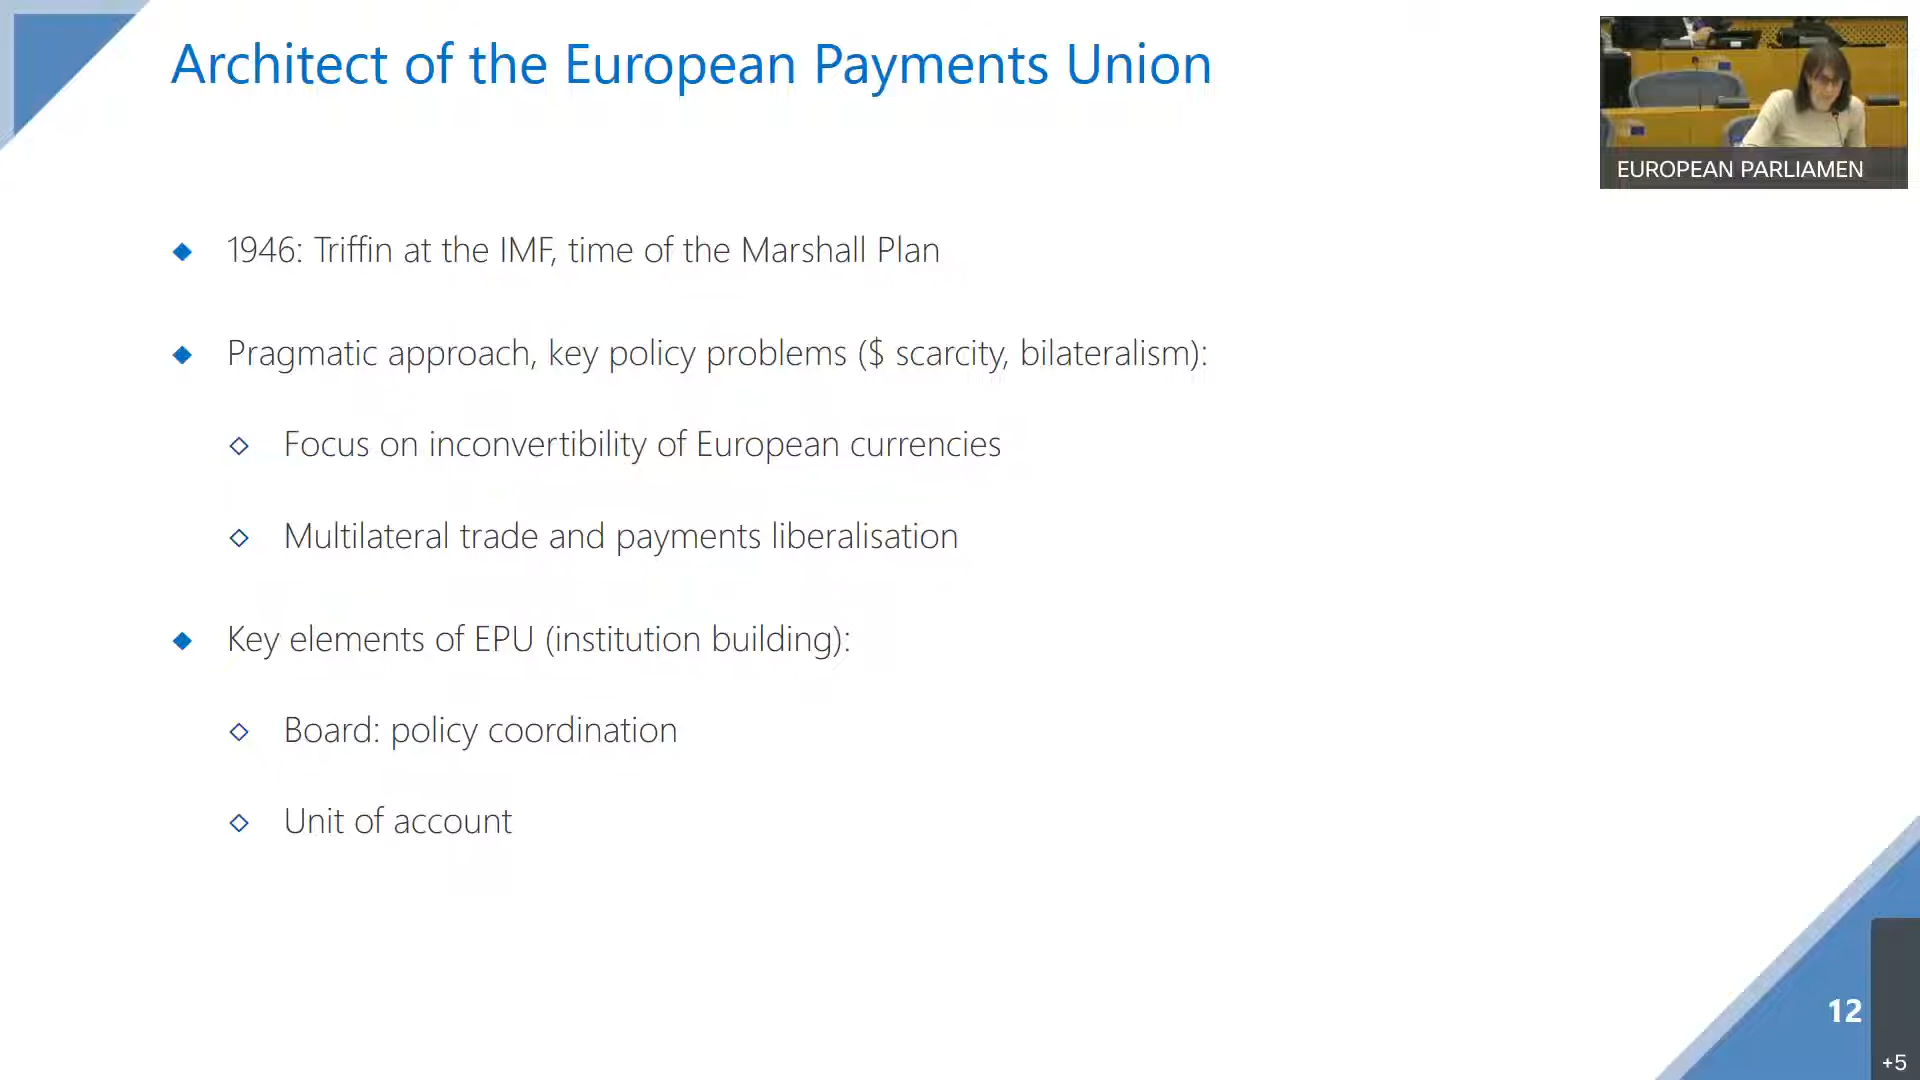 Architect of the European Payments Union
EUROPEAN PARLIAMEN
1946: Triffin at the IMF, time of the Marshall Plan
Pragmatic approach, key policy problems ($ scarcity, bilateralism):
Focus on inconvertibility of European currencies
Multilateral trade and payments liberalisation
Key elements of EPU (institution building):
Board: policy coordination
Unit of account
12
+5